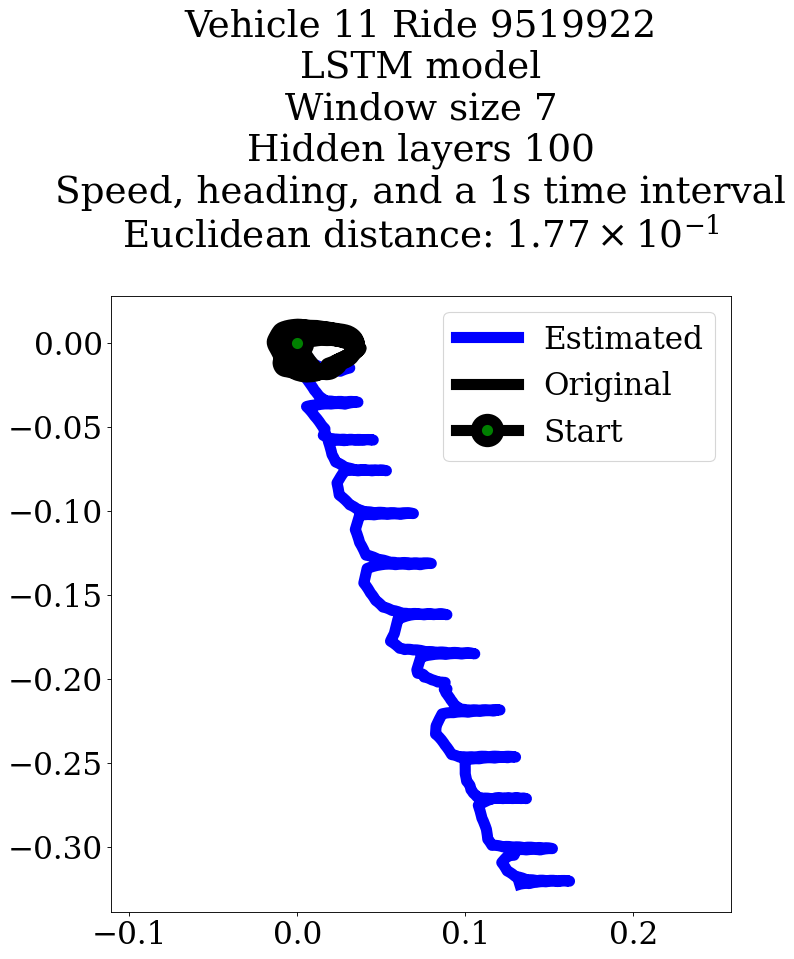 Vehicle 11 Ride 9519922
LSTM model
Window size 7
Hidden layers 100
Speed, heading, and a 1s time interval
Euclidean distance: 1.77 × 10⁻¹
Estimated
Original
Start
0.00
−0.05
−0.10
−0.15
−0.20
−0.25
−0.30
−0.1
0.0
0.1
0.2